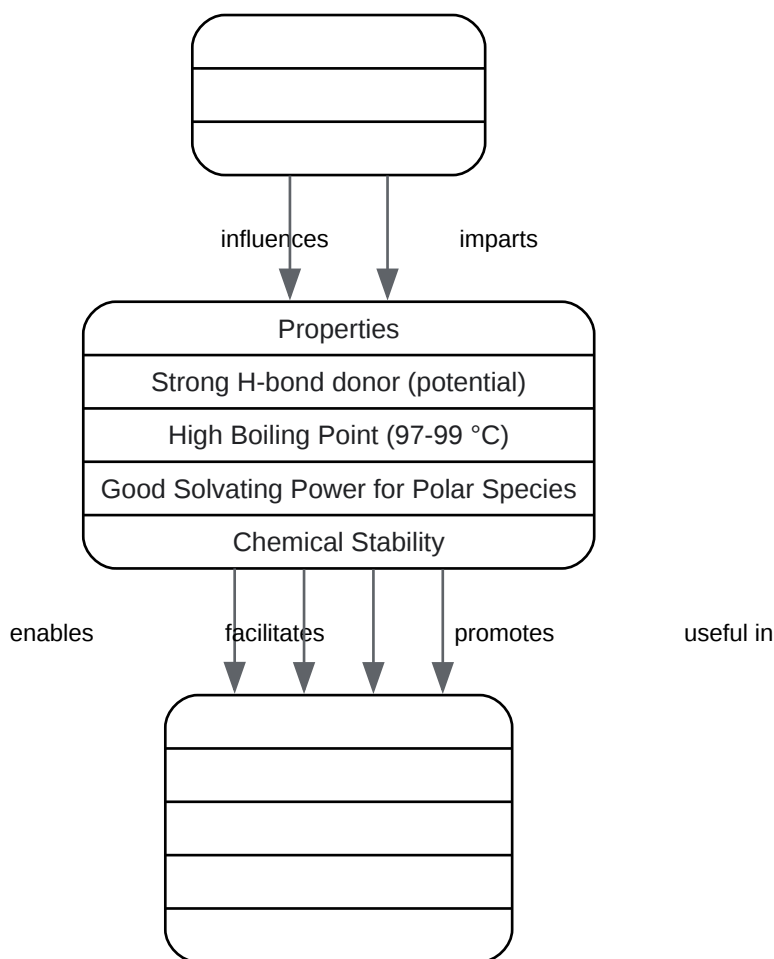 influences
imparts
Properties
Strong H-bond donor (potential)
High Boiling Point (97-99 °C)
Good Solvating Power for Polar Species
Chemical Stability
enables
facilitates
promotes
useful in